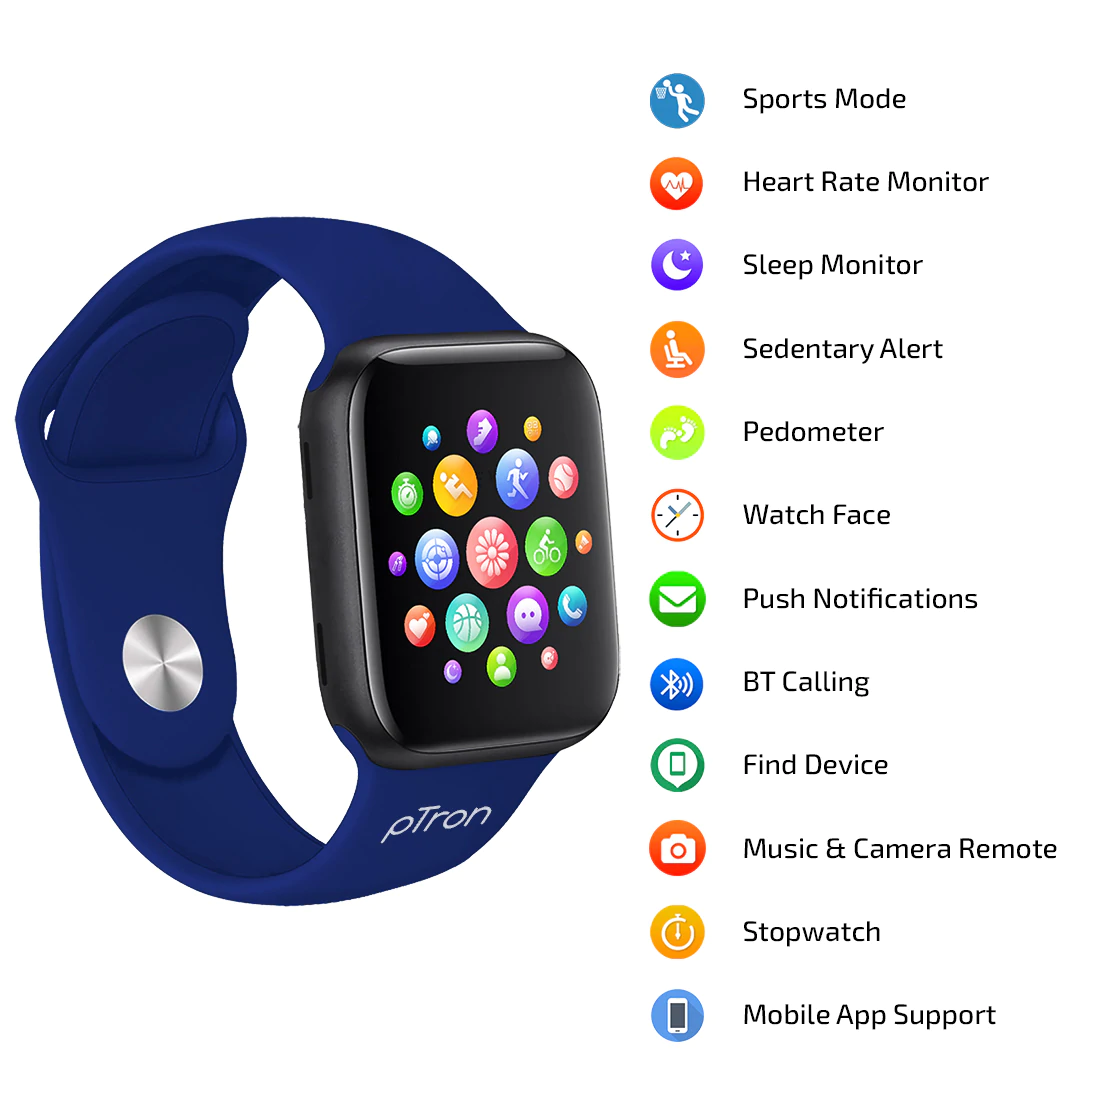 Sports Mode
Heart Rate Monitor
Sleep Monitor
Sedentary Alert
Pedometer
Watch Face
Push Notifications
BT Calling
Find Device
Music & Camera Remote
Stopwatch
Mobile App Support
pTron